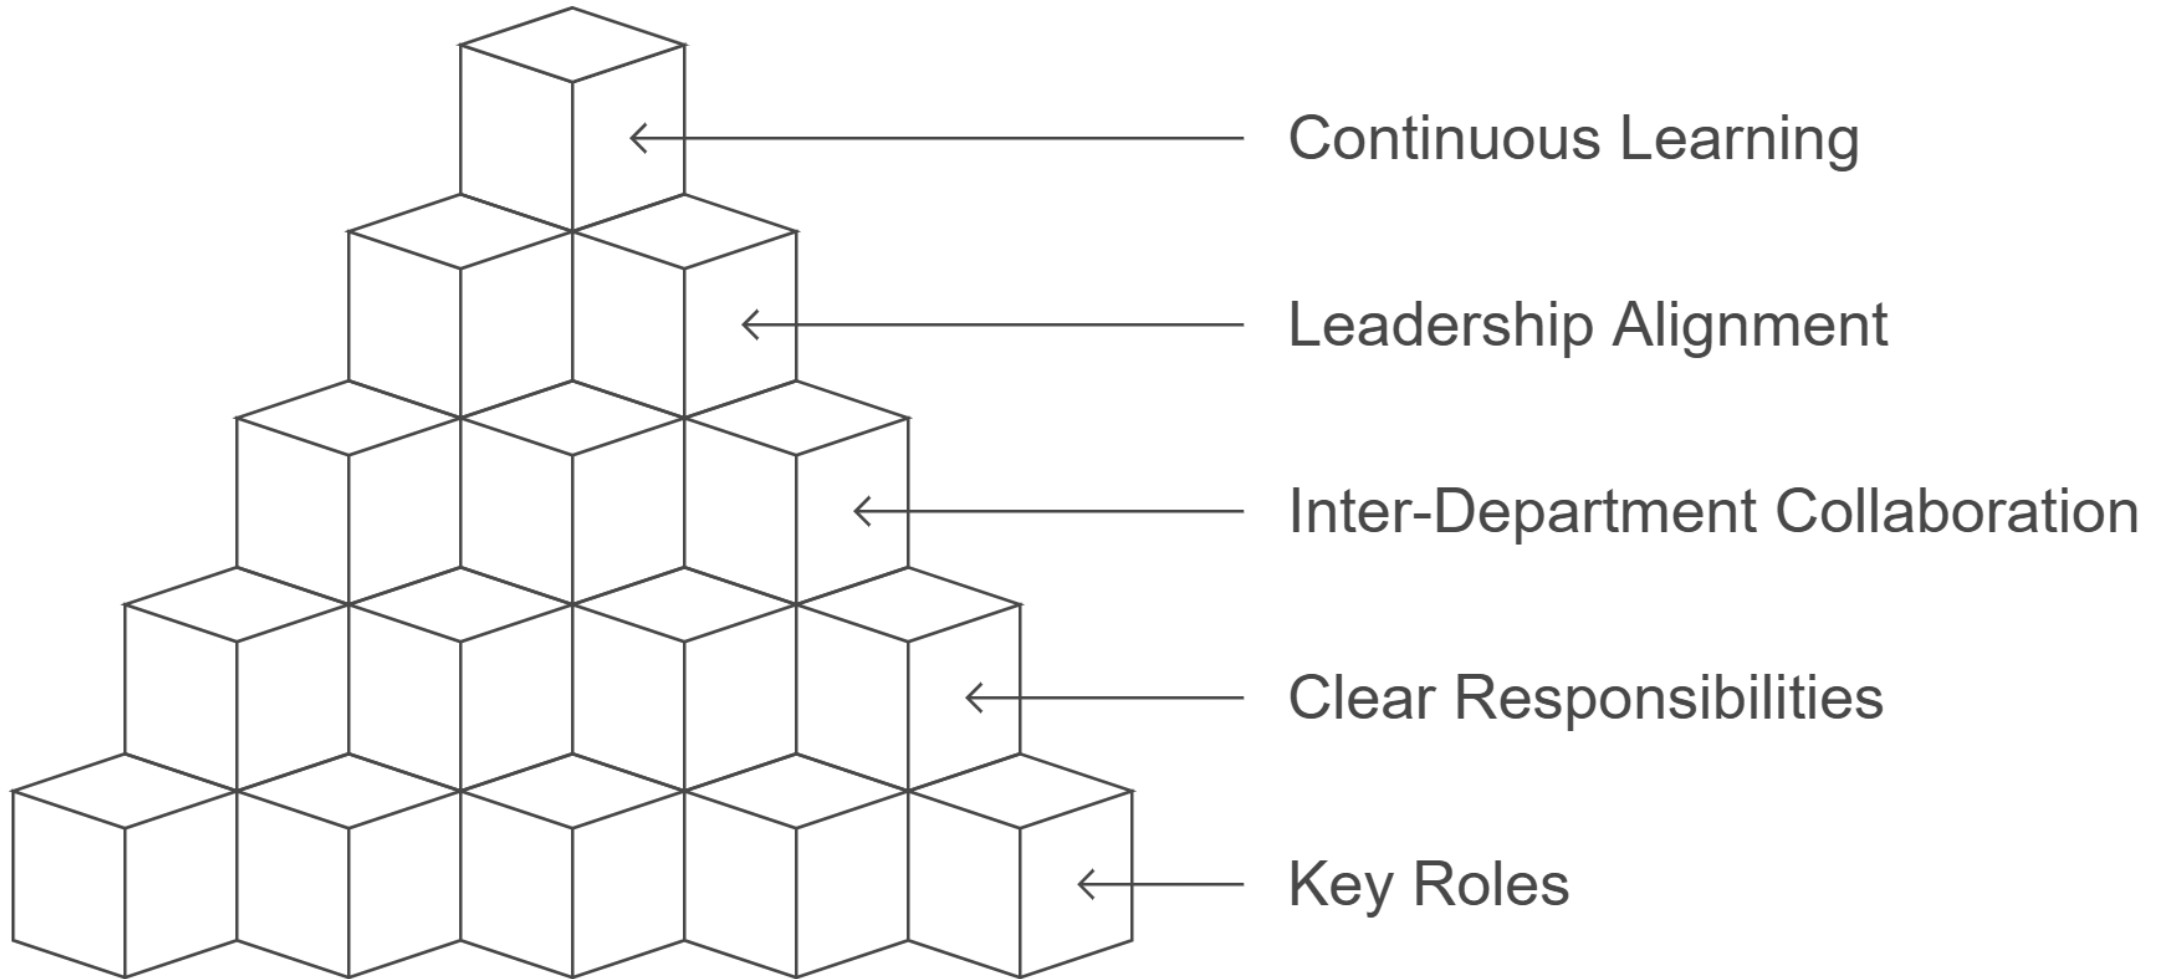 Continuous Learning
Leadership Alignment
Inter-Department Collaboration
Clear Responsibilities
Key Roles